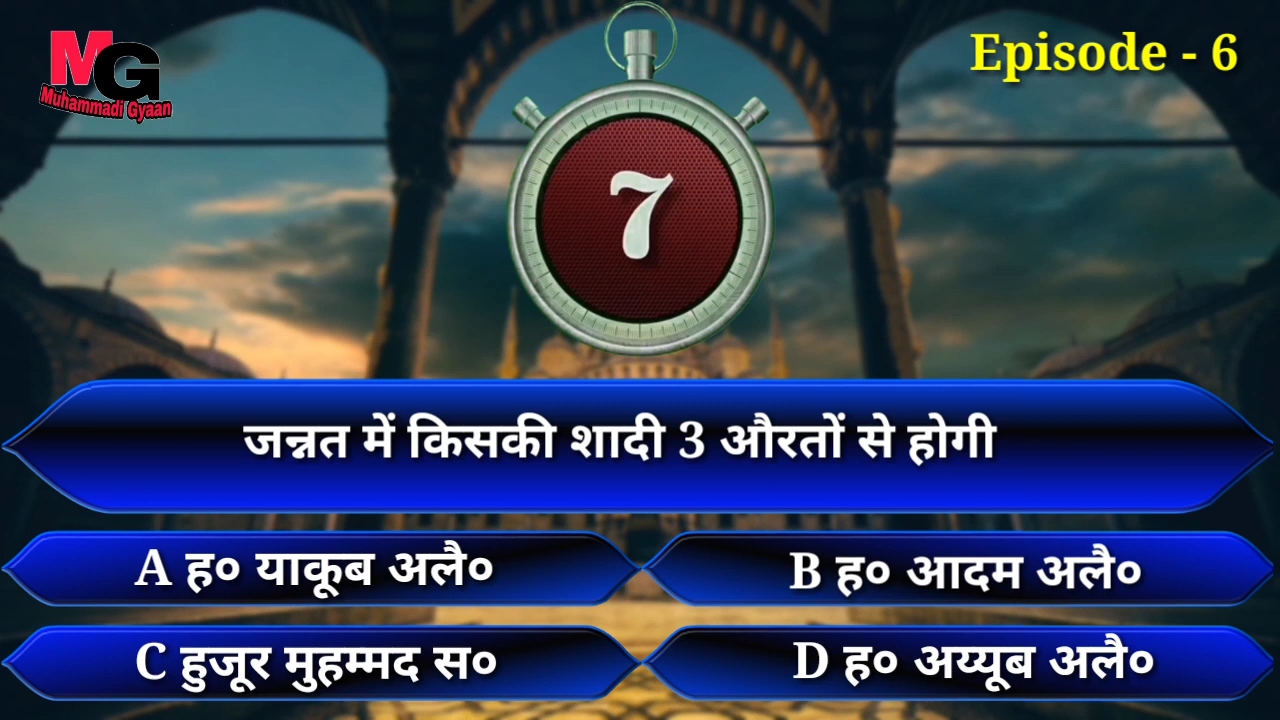 MG
Muhammadi Gyaan
Episode - 6
7
जन्नत में किसकी शादी 3 औरतों से होगी
A ह० याकूब अलै०
B ह० आदम अलै०
C हुजूर मुहम्मद स०
D ह० अय्यूब अलै०